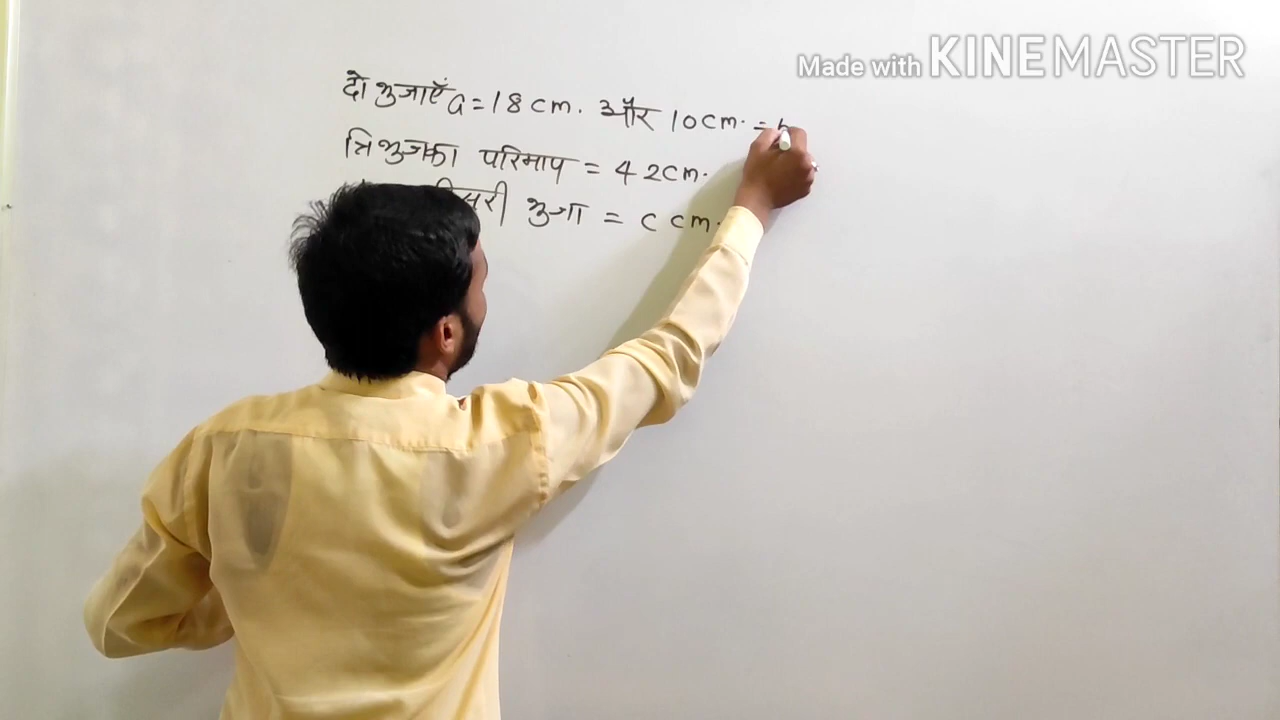 Made with KINEMASTER
दो भुजाएँ a = 18 cm. और 10 cm. = b
त्रिभुज का परिमाप = 42 cm.
भुजा = c cm.